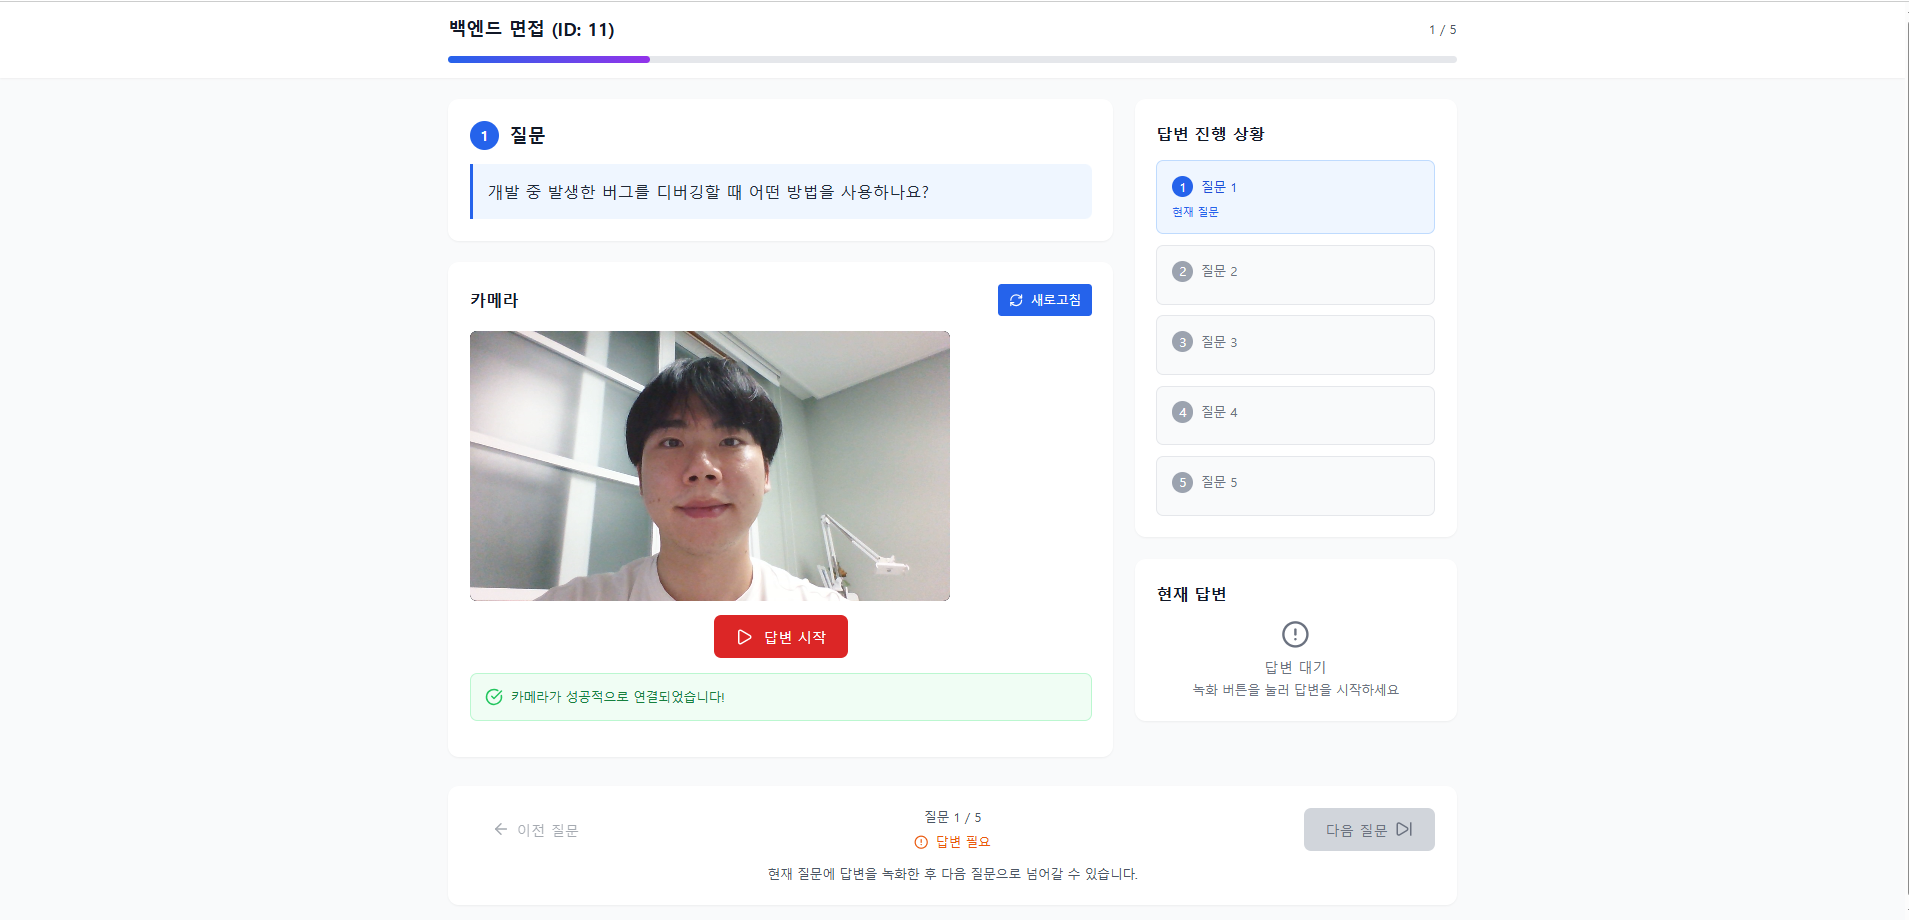 백엔드 면접 (ID: 11)
1 / 5
1 질문
개발 중 발생한 버그를 디버깅할 때 어떤 방법을 사용하나요?
카메라
새로고침
답변 시작
카메라가 성공적으로 연결되었습니다!
답변 진행 상황
1 질문 1
현재 질문
2 질문 2
3 질문 3
4 질문 4
5 질문 5
현재 답변
답변 대기
녹화 버튼을 눌러 답변을 시작하세요
이전 질문
질문 1 / 5
답변 필요
현재 질문에 답변을 녹화한 후 다음 질문으로 넘어갈 수 있습니다.
다음 질문